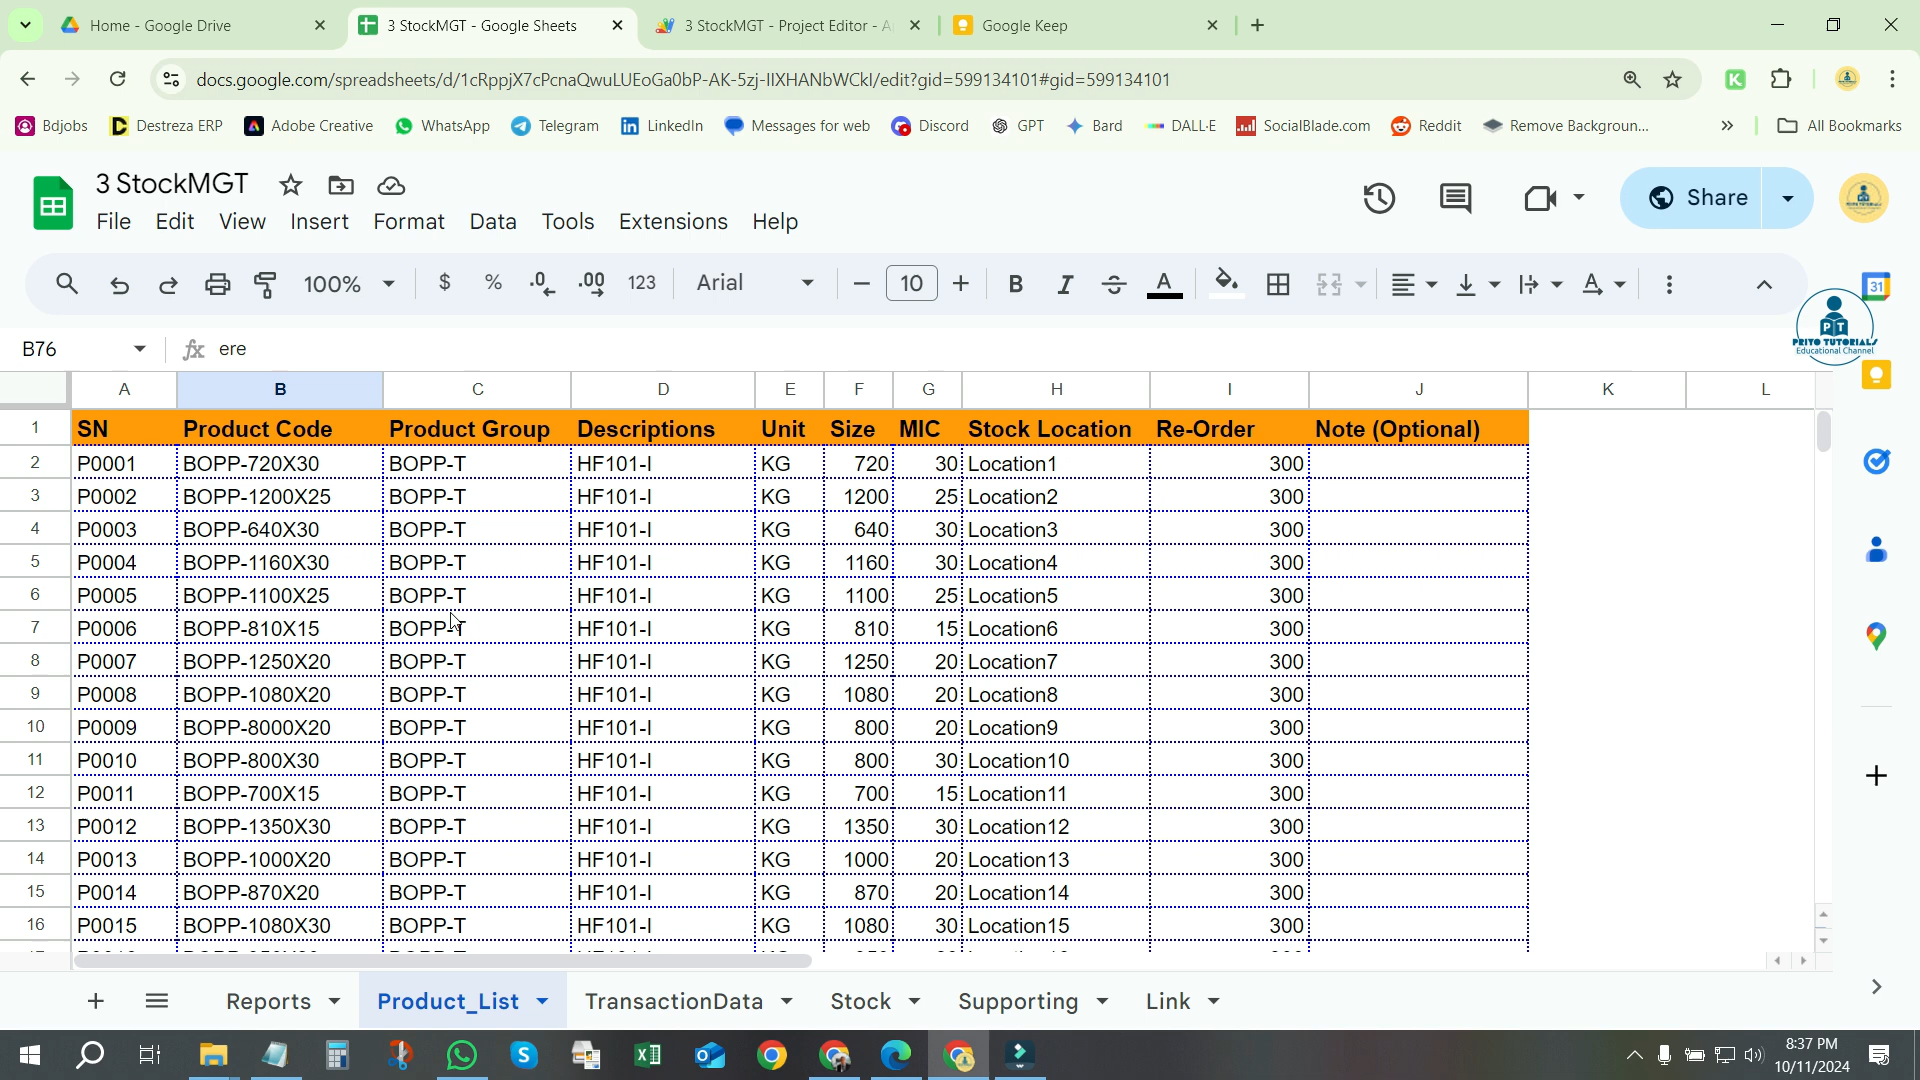 Home - Google Drive
3 StockMGT - Google Sheets
3 StockMGT - Project Editor - A
Google Keep
docs.google.com/spreadsheets/d/1cRppjX7cPcnaQwuLUEoGa0bP-AK-5zj-IIXHANbWCkI/edit?gid=599134101#gid=599134101
Bdjobs Destreza ERP Adobe Creative WhatsApp Telegram LinkedIn Messages for web Discord GPT Bard DALL·E SocialBlade.com Reddit Remove Backgroun... All Bookmarks
3 StockMGT
File Edit View Insert Format Data Tools Extensions Help
Share
100% $ % .0 .00 123 Arial 10 B I A
31
PT
PRIYO TUTORIALS
Educational Channel
B76 fx ere
A B C D E F G H I J K L
1 SN Product Code Product Group Descriptions Unit Size MIC Stock Location Re-Order Note (Optional)
2 P0001 BOPP-720X30 BOPP-T HF101-I KG 720 30 Location1 300
3 P0002 BOPP-1200X25 BOPP-T HF101-I KG 1200 25 Location2 300
4 P0003 BOPP-640X30 BOPP-T HF101-I KG 640 30 Location3 300
5 P0004 BOPP-1160X30 BOPP-T HF101-I KG 1160 30 Location4 300
6 P0005 BOPP-1100X25 BOPP-T HF101-I KG 1100 25 Location5 300
7 P0006 BOPP-810X15 BOPP-T HF101-I KG 810 15 Location6 300
8 P0007 BOPP-1250X20 BOPP-T HF101-I KG 1250 20 Location7 300
9 P0008 BOPP-1080X20 BOPP-T HF101-I KG 1080 20 Location8 300
10 P0009 BOPP-8000X20 BOPP-T HF101-I KG 800 20 Location9 300
11 P0010 BOPP-800X30 BOPP-T HF101-I KG 800 30 Location10 300
12 P0011 BOPP-700X15 BOPP-T HF101-I KG 700 15 Location11 300
13 P0012 BOPP-1350X30 BOPP-T HF101-I KG 1350 30 Location12 300
14 P0013 BOPP-1000X20 BOPP-T HF101-I KG 1000 20 Location13 300
15 P0014 BOPP-870X20 BOPP-T HF101-I KG 870 20 Location14 300
16 P0015 BOPP-1080X30 BOPP-T HF101-I KG 1080 30 Location15 300
Reports Product_List TransactionData Stock Supporting Link
8:37 PM
10/11/2024